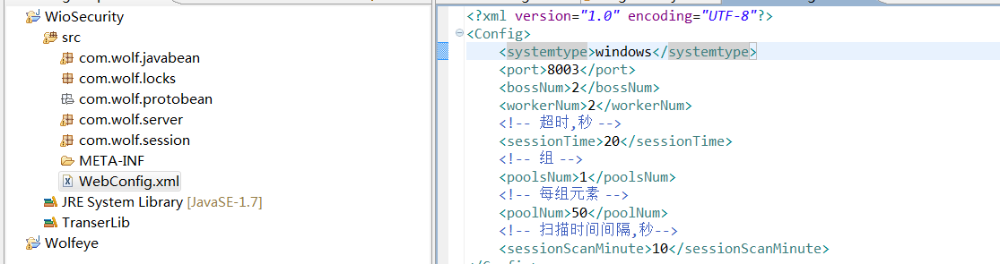 WioSecurity
src
com.wolf.javabean
com.wolf.locks
com.wolf.protobean
com.wolf.server
com.wolf.session
META-INF
WebConfig.xml
JRE System Library [JavaSE-1.7]
TranserLib
Wolfeye
<?xml version="1.0" encoding="UTF-8"?>
<Config>
<systemtype>windows</systemtype>
<port>8003</port>
<bossNum>2</bossNum>
<workerNum>2</workerNum>
<!-- 超时,秒 -->
<sessionTime>20</sessionTime>
<!-- 组 -->
<poolsNum>1</poolsNum>
<!-- 每组元素 -->
<poolNum>50</poolNum>
<!-- 扫描时间间隔,秒-->
<sessionScanMinute>10</sessionScanMinute>